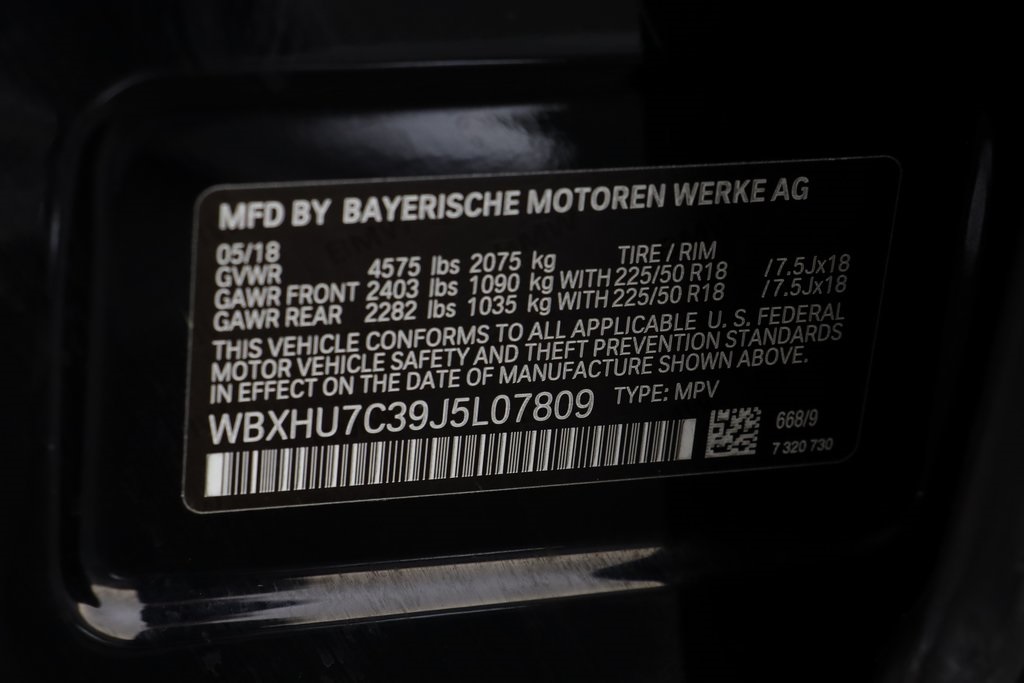 MFD BY BAYERISCHE MOTOREN WERKE AG
05/18 TIRE / RIM
GVWR 4575 lbs 2075 kg
GAWR FRONT 2403 lbs 1090 kg WITH 225/50 R18 /7.5Jx18
GAWR REAR 2282 lbs 1035 kg WITH 225/50 R18 /7.5Jx18
THIS VEHICLE CONFORMS TO ALL APPLICABLE U. S. FEDERAL
MOTOR VEHICLE SAFETY AND THEFT PREVENTION STANDARDS
IN EFFECT ON THE DATE OF MANUFACTURE SHOWN ABOVE.
WBXHU7C39J5L07809 TYPE: MPV
668/9
7 320 730